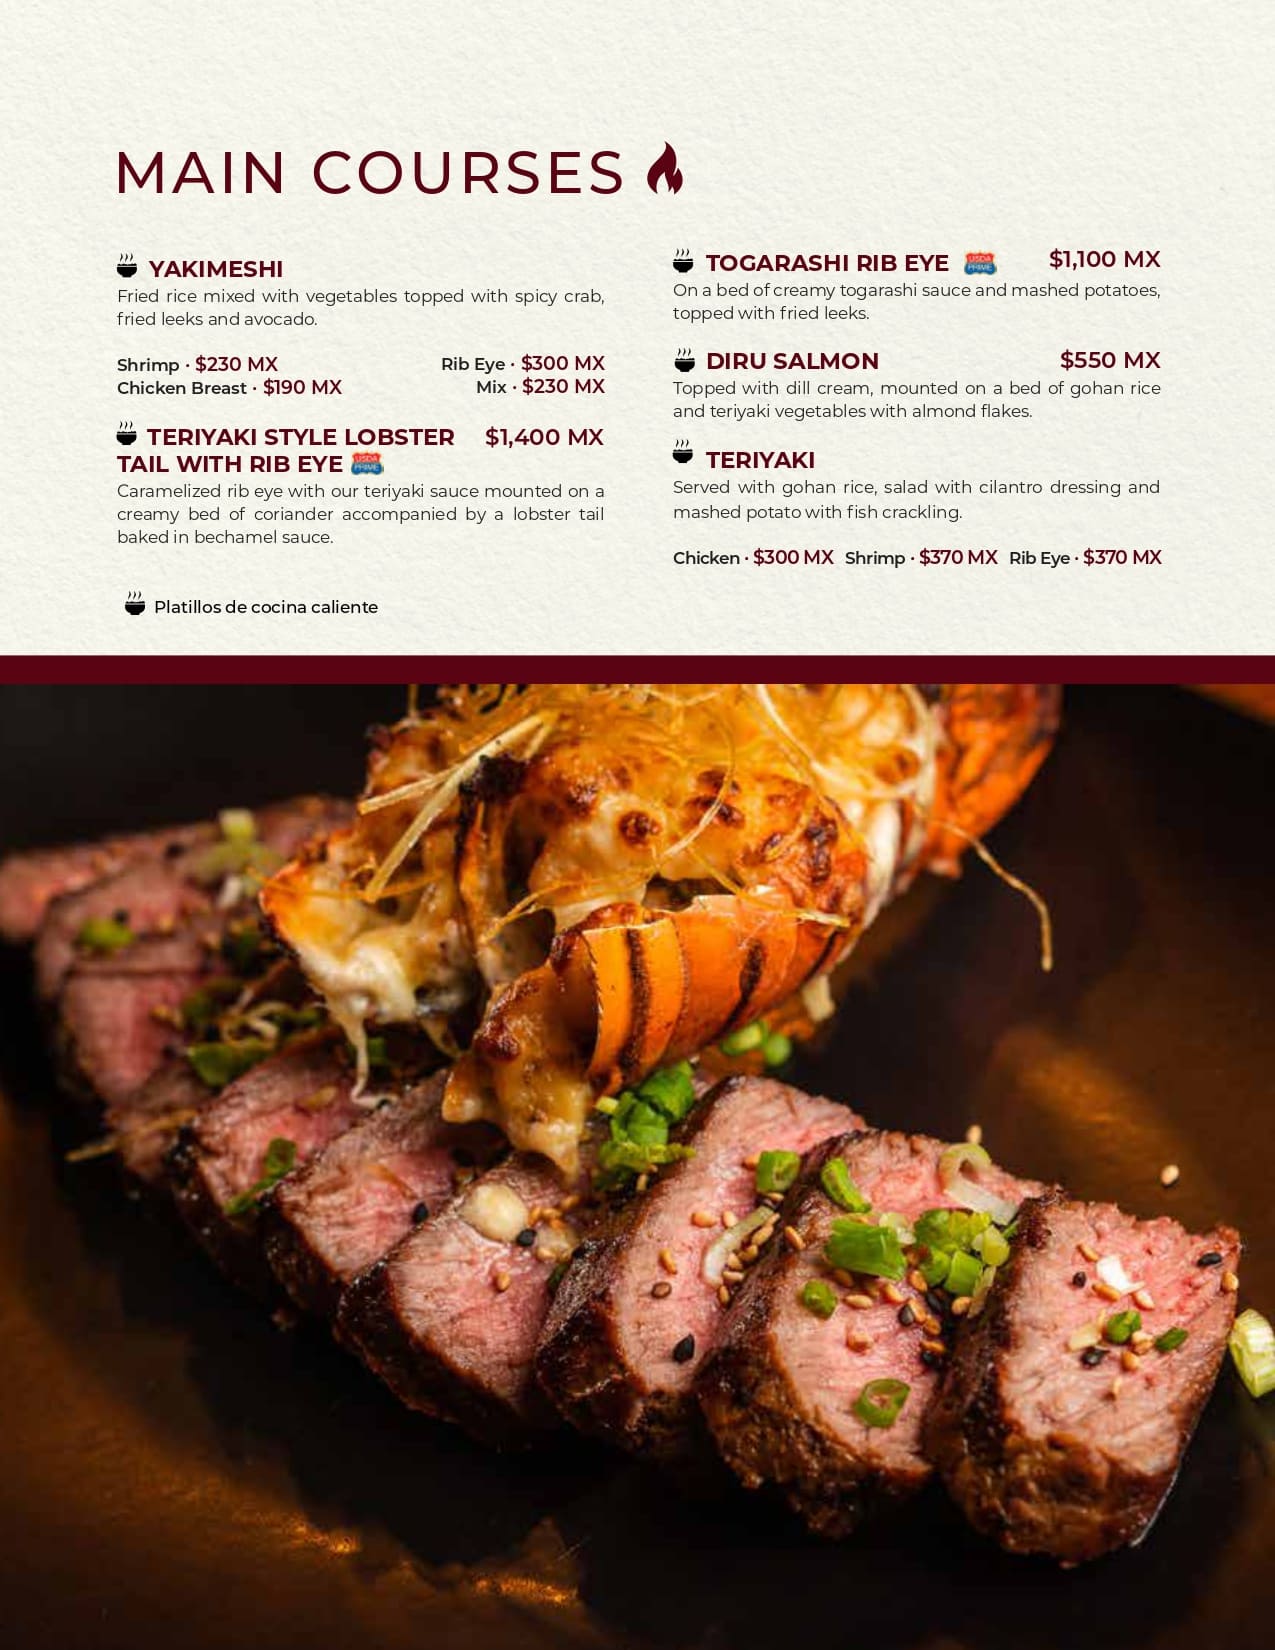 MAIN COURSES
YAKIMESHI
Fried rice mixed with vegetables topped with spicy crab,
fried leeks and avocado.
Shrimp · $230 MX
Rib Eye · $300 MX
Chicken Breast · $190 MX
Mix · $230 MX
TERIYAKI STYLE LOBSTER $1,400 MX
TAIL WITH RIB EYE USDA PRIME
Caramelized rib eye with our teriyaki sauce mounted on a
creamy bed of coriander accompanied by a lobster tail
baked in bechamel sauce.
Platillos de cocina caliente
TOGARASHI RIB EYE USDA PRIME $1,100 MX
On a bed of creamy togarashi sauce and mashed potatoes,
topped with fried leeks.
DIRU SALMON $550 MX
Topped with dill cream, mounted on a bed of gohan rice
and teriyaki vegetables with almond flakes.
TERIYAKI
Served with gohan rice, salad with cilantro dressing and
mashed potato with fish crackling.
Chicken · $300 MX Shrimp · $370 MX Rib Eye · $370 MX